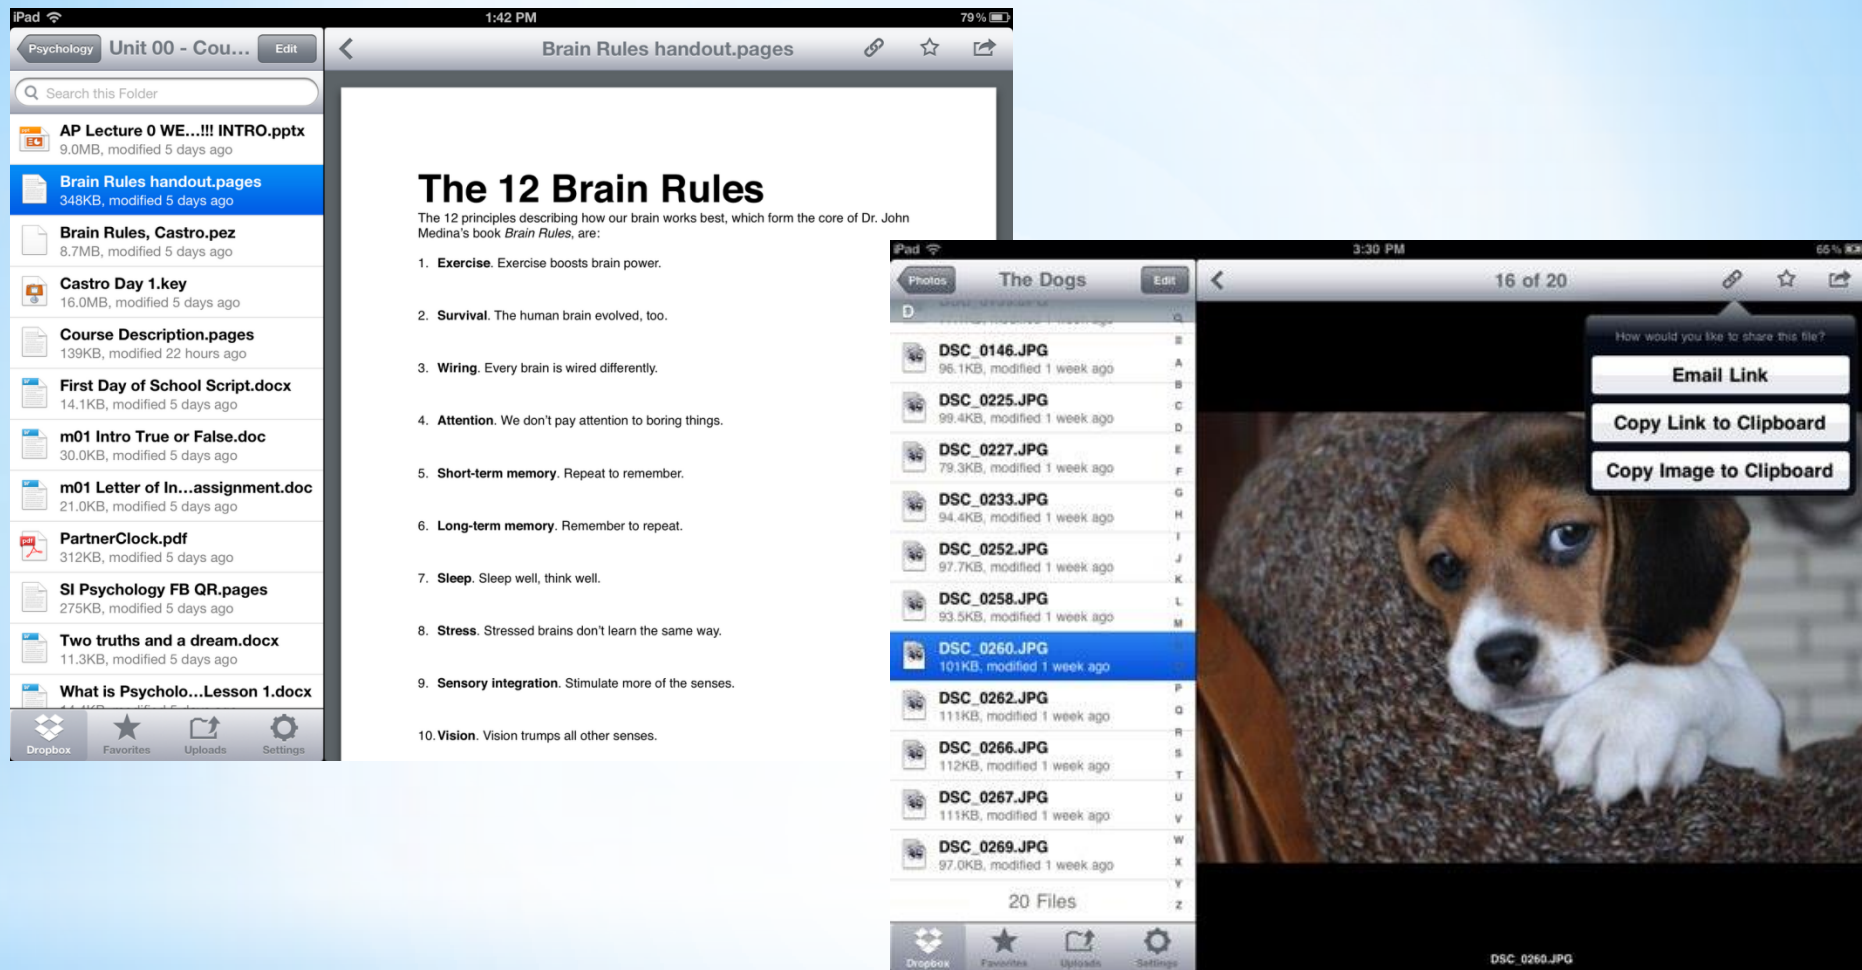 iPad
1:42 PM
79%
Psychology
Unit 00 - Cou...
Edit
Brain Rules handout.pages
Search this Folder
AP Lecture 0 WE...!!! INTRO.pptx
9.0MB, modified 5 days ago
Brain Rules handout.pages
348KB, modified 5 days ago
Brain Rules, Castro.pez
8.7MB, modified 5 days ago
Castro Day 1.key
16.0MB, modified 5 days ago
Course Description.pages
139KB, modified 22 hours ago
First Day of School Script.docx
14.1KB, modified 5 days ago
m01 Intro True or False.doc
30.0KB, modified 5 days ago
m01 Letter of In...assignment.doc
21.0KB, modified 5 days ago
PartnerClock.pdf
312KB, modified 5 days ago
SI Psychology FB QR.pages
275KB, modified 5 days ago
Two truths and a dream.docx
11.3KB, modified 5 days ago
What is Psycholo...Lesson 1.docx
Dropbox
Favorites
Uploads
Settings
The 12 Brain Rules
The 12 principles describing how our brain works best, which form the core of Dr. John
Medina's book Brain Rules, are:
1. Exercise. Exercise boosts brain power.
2. Survival. The human brain evolved, too.
3. Wiring. Every brain is wired differently.
4. Attention. We don't pay attention to boring things.
5. Short-term memory. Repeat to remember.
6. Long-term memory. Remember to repeat.
7. Sleep. Sleep well, think well.
8. Stress. Stressed brains don't learn the same way.
9. Sensory integration. Stimulate more of the senses.
10. Vision. Vision trumps all other senses.
iPad
3:30 PM
65%
Photos
The Dogs
Edit
16 of 20
D
DSC_0146.JPG
96.1KB, modified 1 week ago
DSC_0225.JPG
99.4KB, modified 1 week ago
DSC_0227.JPG
79.3KB, modified 1 week ago
DSC_0233.JPG
94.4KB, modified 1 week ago
DSC_0252.JPG
97.7KB, modified 1 week ago
DSC_0258.JPG
93.5KB, modified 1 week ago
DSC_0260.JPG
101KB, modified 1 week ago
DSC_0262.JPG
111KB, modified 1 week ago
DSC_0266.JPG
112KB, modified 1 week ago
DSC_0267.JPG
111KB, modified 1 week ago
DSC_0269.JPG
97.0KB, modified 1 week ago
20 Files
A
B
C
D
E
F
G
H
I
J
K
L
M
P
Q
R
S
T
U
V
W
X
Y
Z
Dropbox
Favorites
Uploads
Settings
How would you like to share this file?
Email Link
Copy Link to Clipboard
Copy Image to Clipboard
DSC_0260.JPG